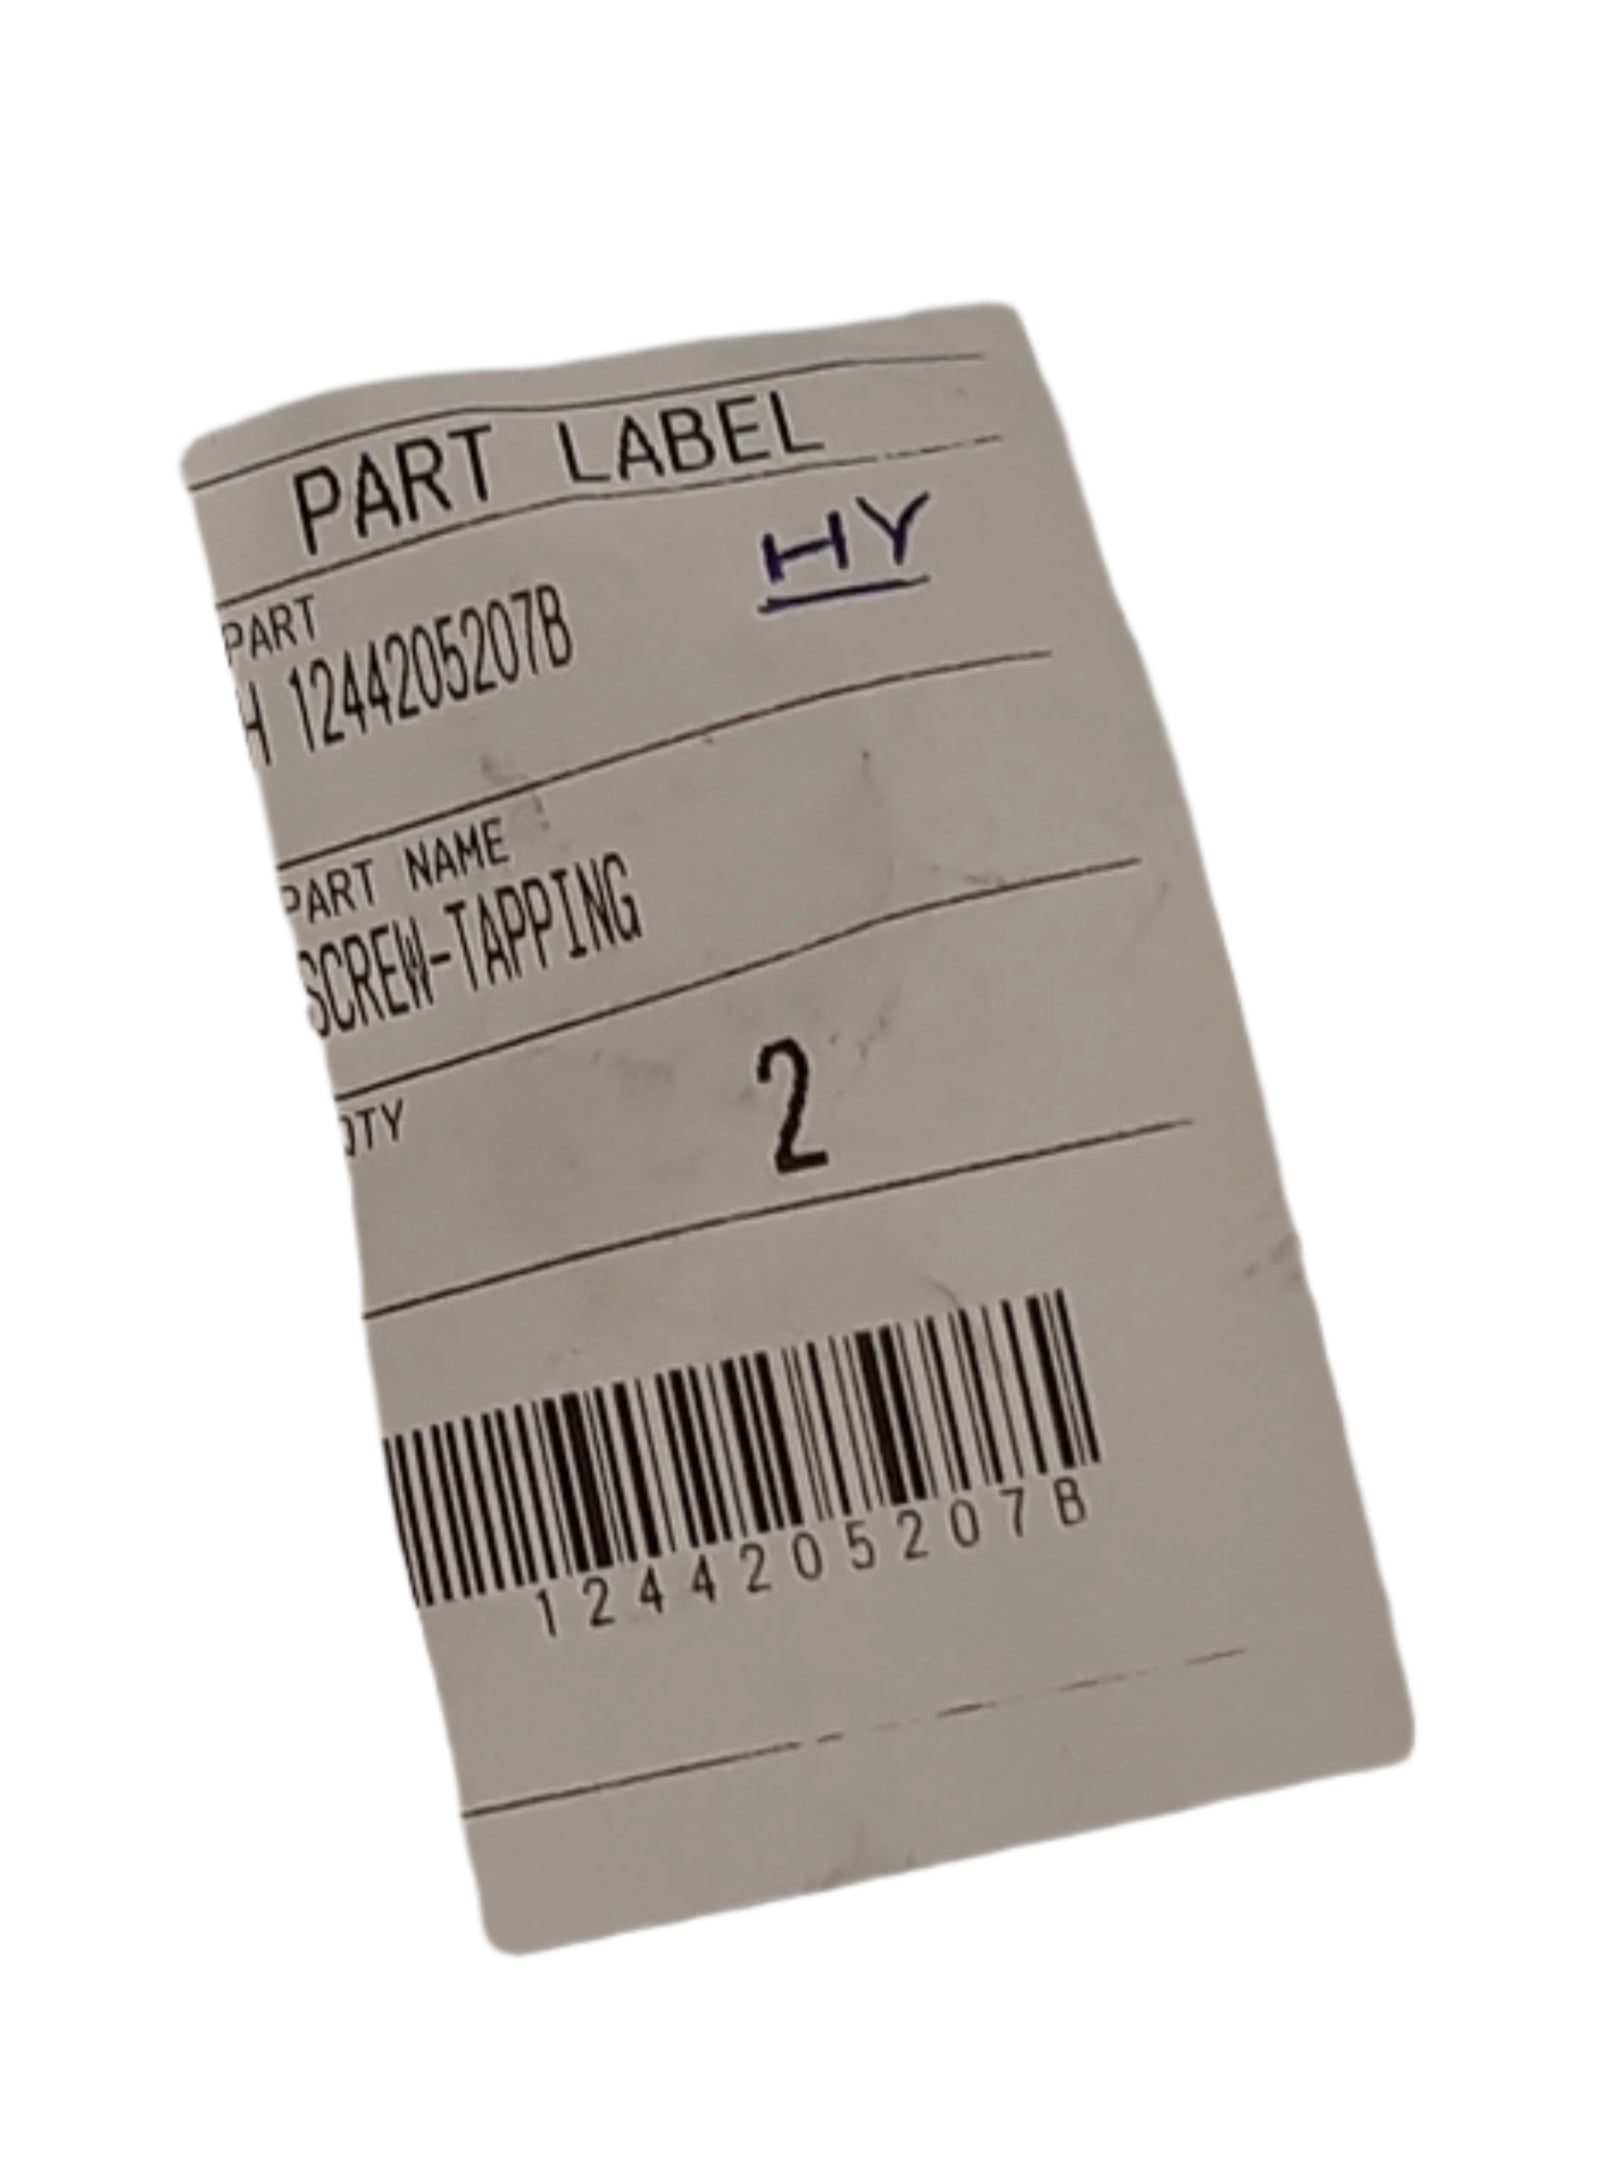 PART LABEL
HY
PART
H 1244205207B
PART NAME
SCREW-TAPPING
QTY
2
1244205207B